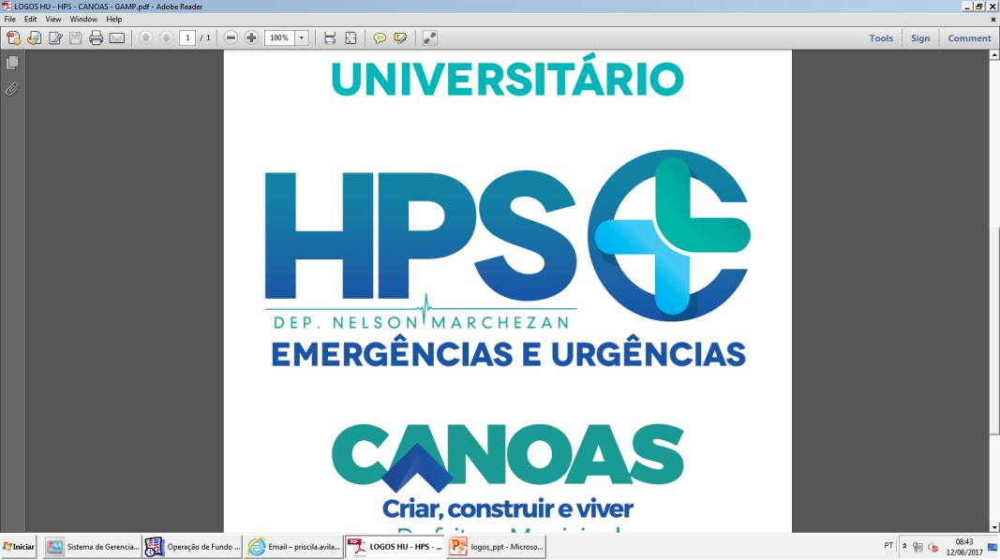 LOGOS HU - HPS - CANOAS - GAMP.pdf - Adobe Reader
File Edit View Window Help
1 / 1 100% Tools Sign Comment
UNIVERSITÁRIO
HPSC
DEP. NELSON MARCHEZAN
EMERGÊNCIAS E URGÊNCIAS
CANOAS
Criar, construir e viver
Iniciar Sistema de Gerencia... Operação de Fundo ... Email – priscila.avila... LOGOS HU - HPS - ... logos_ppt - Microso... PT 08:43
12/06/2017